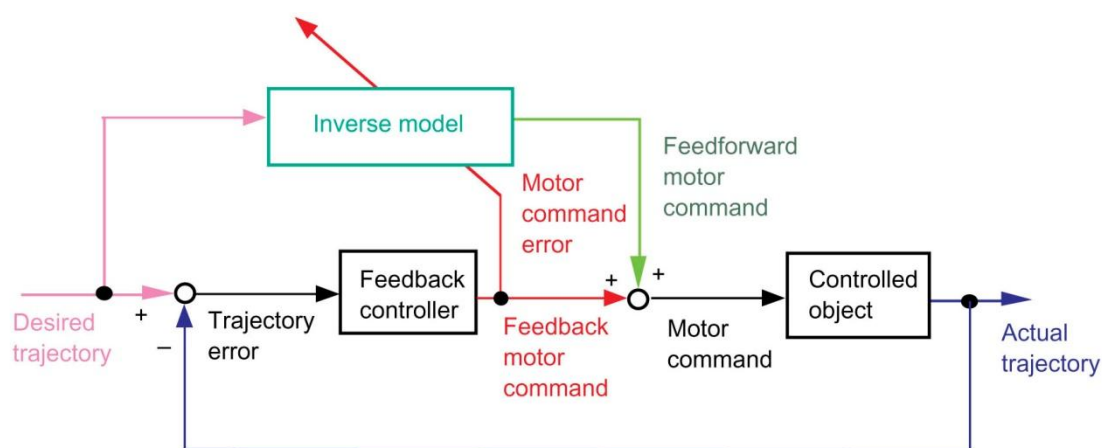 Inverse model
Feedforward
motor
command
Motor
command
error
Feedback
controller
Controlled
object
+
+
+
–
Desired
trajectory
Trajectory
error
Feedback
motor
command
Motor
command
Actual
trajectory